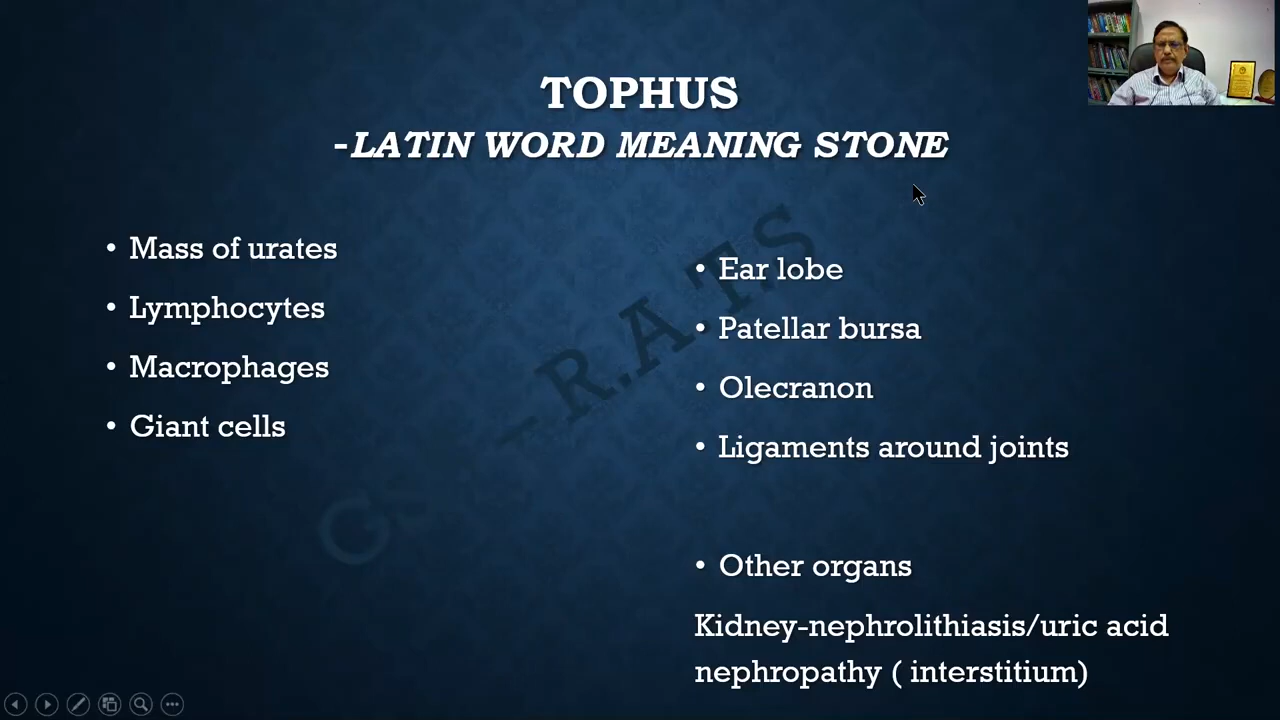 TOPHUS
-LATIN WORD MEANING STONE
• Mass of urates
• Lymphocytes
• Macrophages
• Giant cells
• Ear lobe
• Patellar bursa
• Olecranon
• Ligaments around joints
• Other organs
Kidney-nephrolithiasis/uric acid
nephropathy ( interstitium)